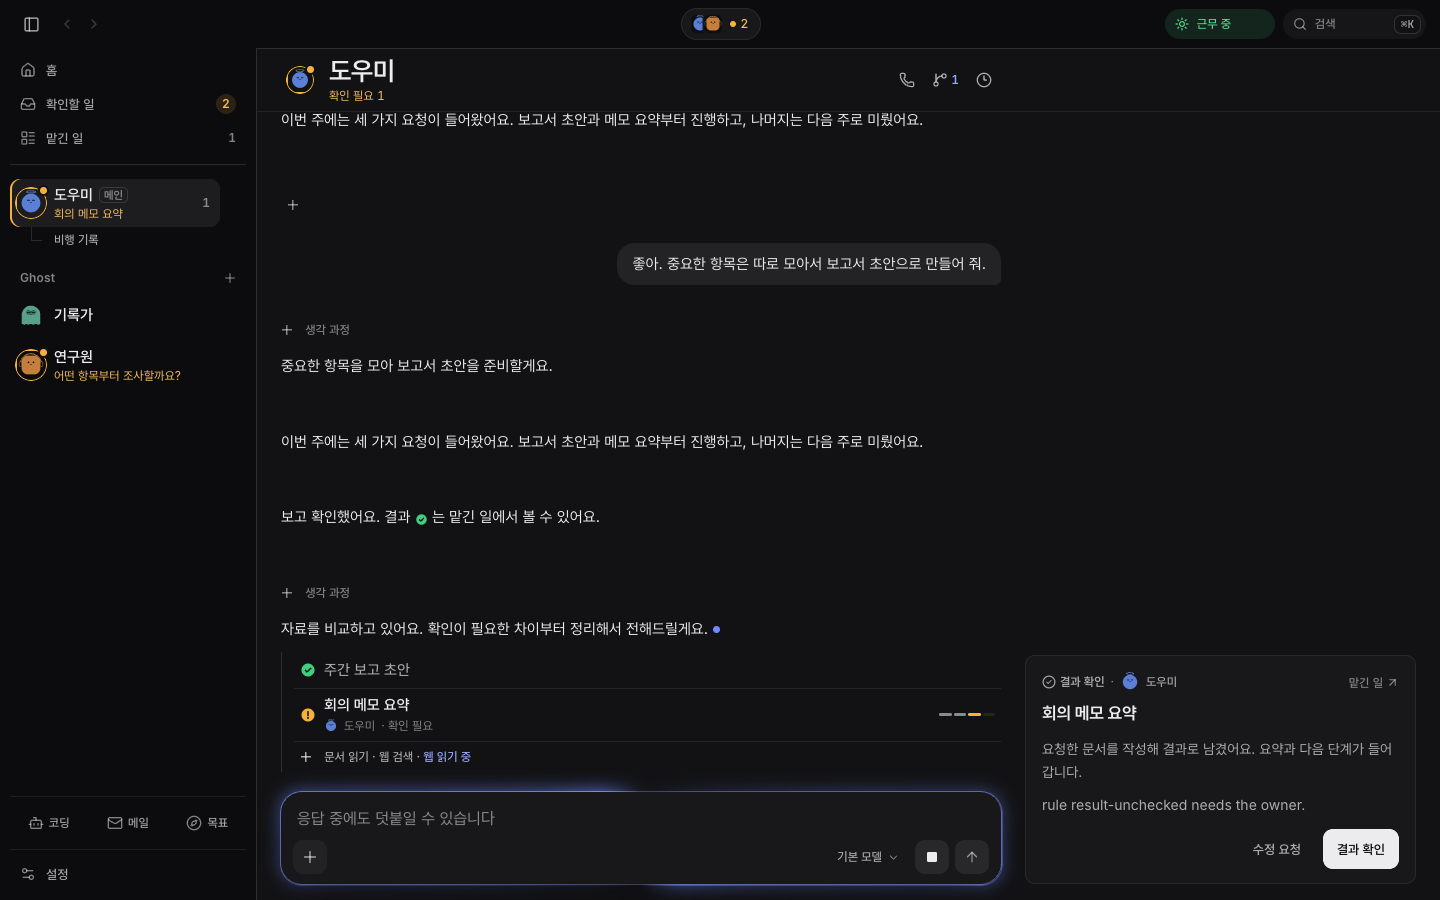 2
근무 중
검색
⌘K
홈
확인할 일
2
맡긴 일
1
도우미 메인
회의 메모 요약
1
비행 기록
Ghost
기록가
연구원
어떤 항목부터 조사할까요?
코딩
메일
목표
설정
도우미
확인 필요 1
1
이번 주에는 세 가지 요청이 들어왔어요. 보고서 초안과 메모 요약부터 진행하고, 나머지는 다음 주로 미뤘어요.
좋아. 중요한 항목은 따로 모아서 보고서 초안으로 만들어 줘.
생각 과정
중요한 항목을 모아 보고서 초안을 준비할게요.
이번 주에는 세 가지 요청이 들어왔어요. 보고서 초안과 메모 요약부터 진행하고, 나머지는 다음 주로 미뤘어요.
보고 확인했어요. 결과 는 맡긴 일에서 볼 수 있어요.
생각 과정
자료를 비교하고 있어요. 확인이 필요한 차이부터 정리해서 전해드릴게요.
주간 보고 초안
회의 메모 요약
도우미 · 확인 필요
문서 읽기 · 웹 검색 · 웹 읽기 중
응답 중에도 덧붙일 수 있습니다
기본 모델
결과 확인 · 도우미
맡긴 일
회의 메모 요약
요청한 문서를 작성해 결과로 남겼어요. 요약과 다음 단계가 들어
갑니다.
rule result-unchecked needs the owner.
수정 요청
결과 확인